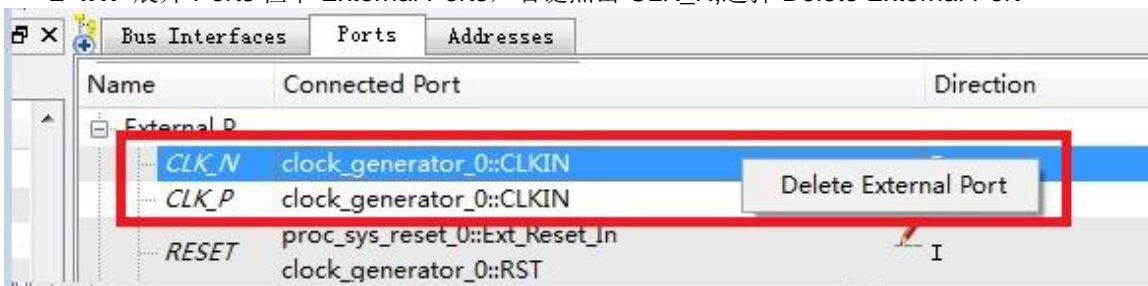 Bus Interfaces Ports Addresses
Name Connected Port Direction
External P
CLK_N clock_generator_0::CLKIN
CLK_P clock_generator_0::CLKIN
Delete External Port
RESET proc_sys_reset_0::Ext_Reset_In I
clock_generator_0::RST